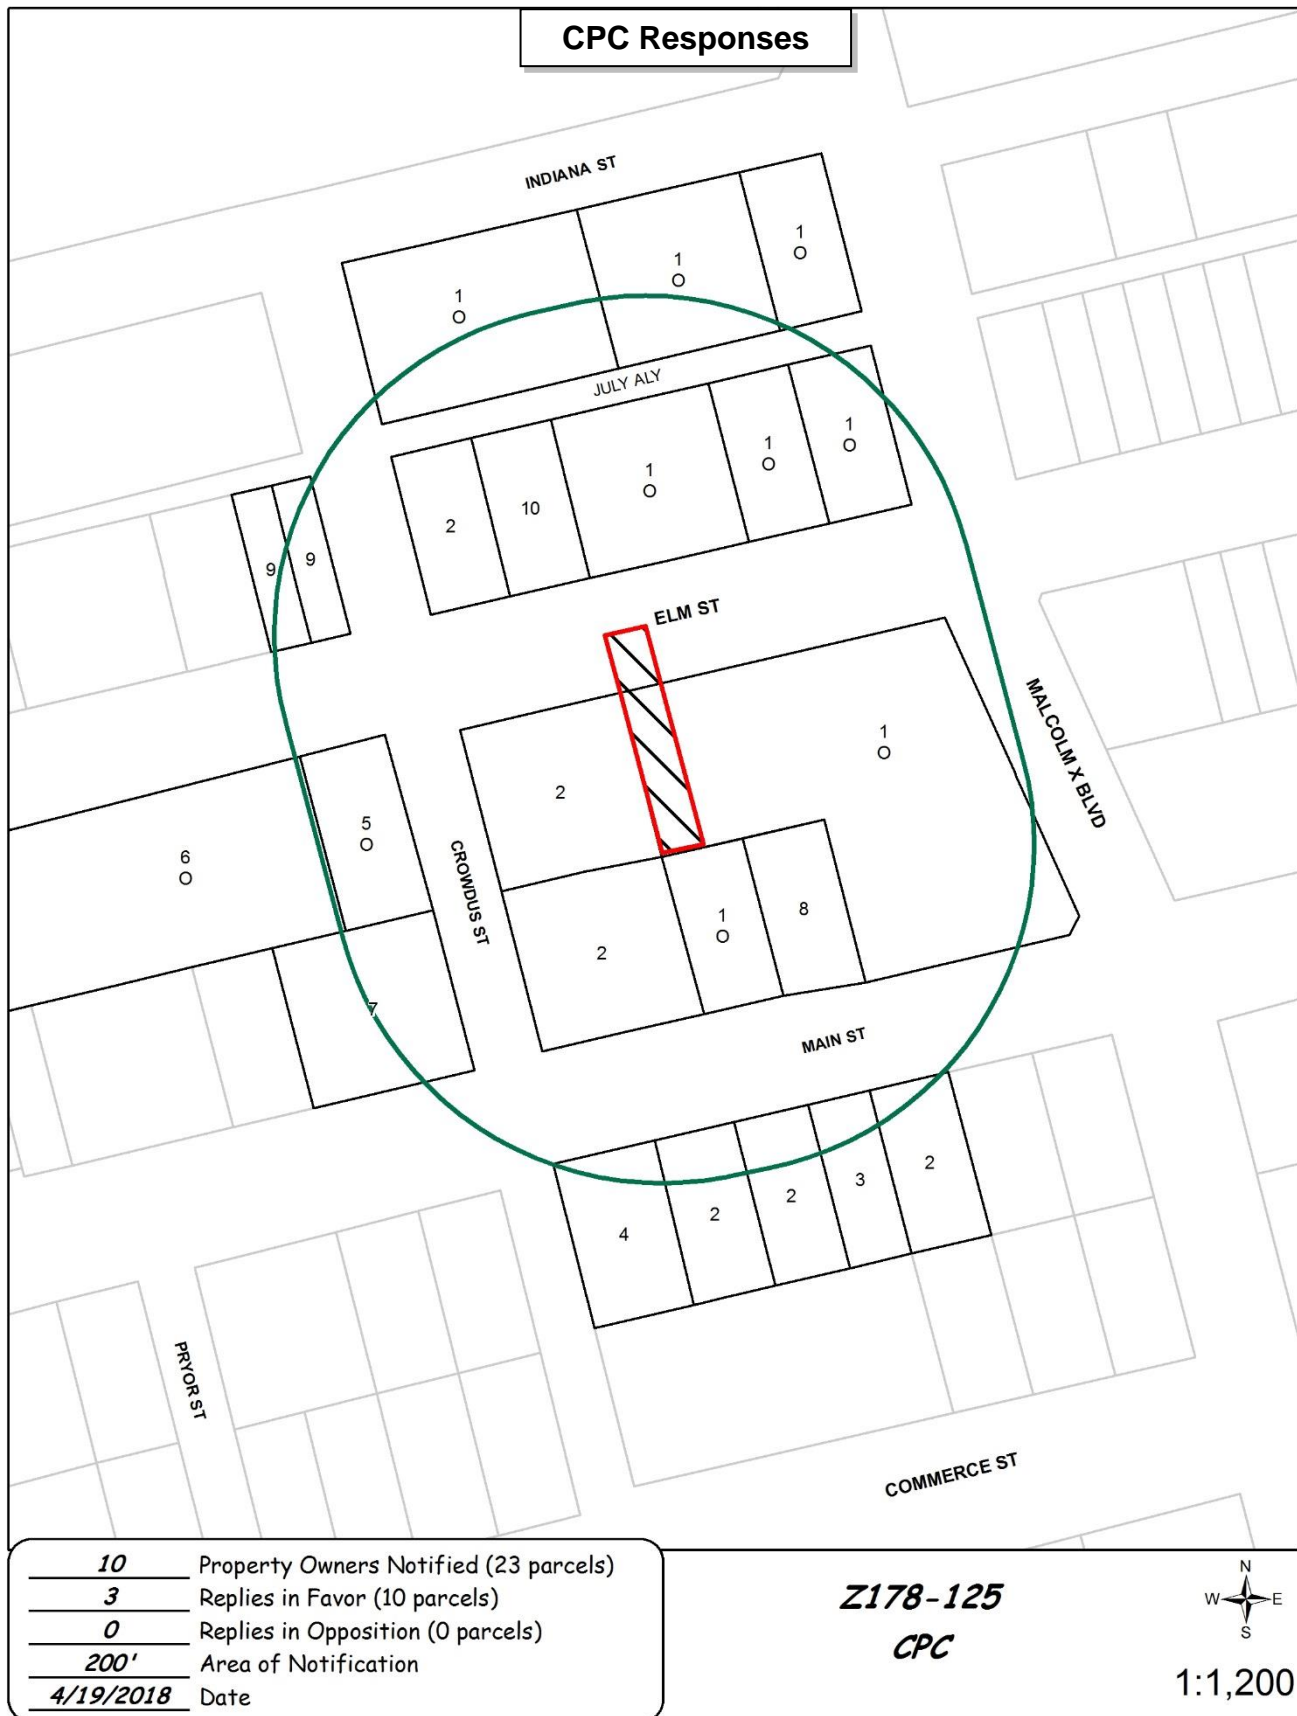 CPC Responses
INDIANA ST
1
O
1
O
1
O
JULY ALY
1
O
1
O
1
O
2
10
9
9
ELM ST
MALCOLM X BLVD
1
O
2
5
O
6
O
CROWDUS ST
1
O
8
2
7
MAIN ST
4
2
2
3
2
PRYOR ST
COMMERCE ST
10 Property Owners Notified (23 parcels)
3 Replies in Favor (10 parcels)
0 Replies in Opposition (0 parcels)
200' Area of Notification
4/19/2018 Date
Z178-125
CPC
N
W E
S
1:1,200